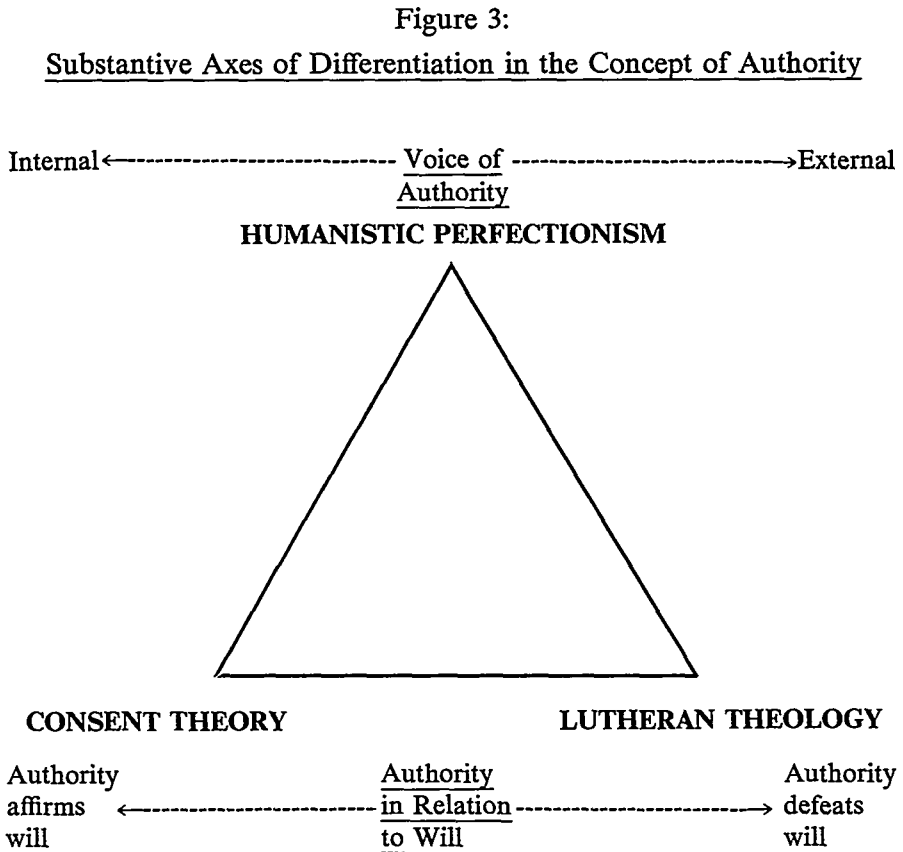 Figure 3:
Substantive Axes of Differentiation in the Concept of Authority
Internal Voice of External
Authority
HUMANISTIC PERFECTIONISM
CONSENT THEORY LUTHERAN THEOLOGY
Authority Authority Authority
affirms in Relation defeats
will to Will will